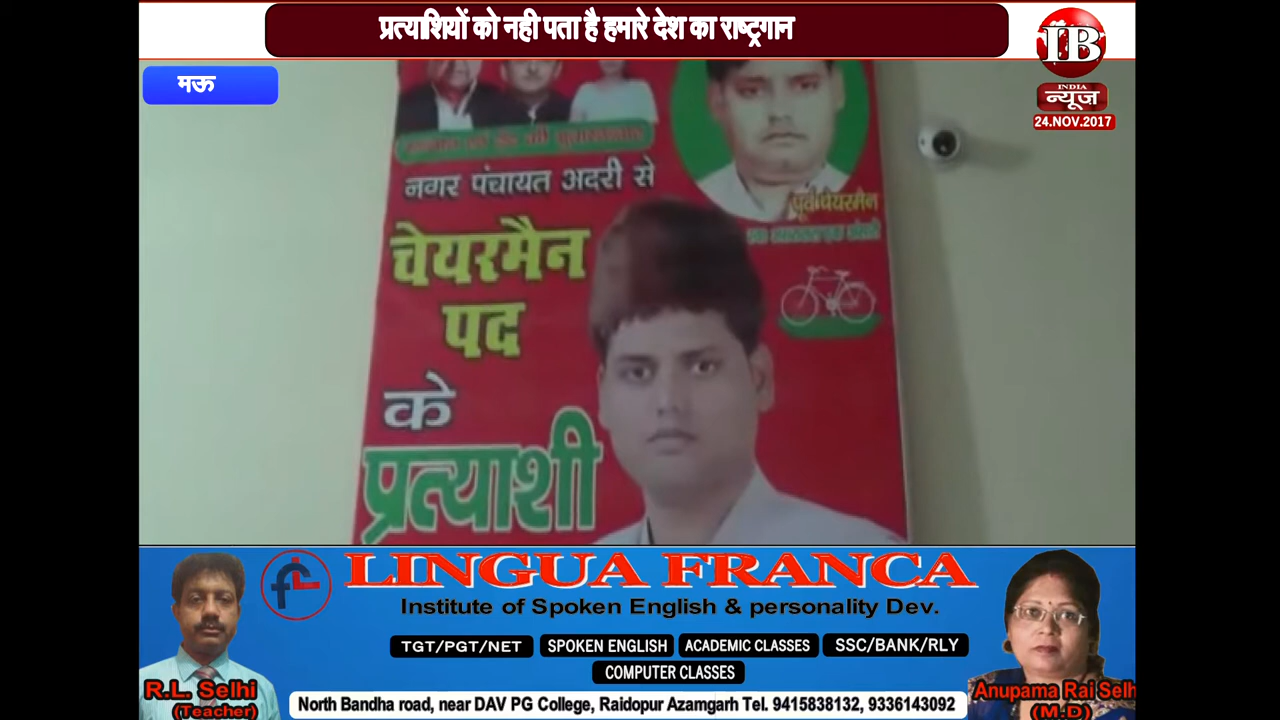 प्रत्याशियों को नही पता है हमारे देश का राष्ट्रगान
IB
INDIA
न्यूज़
24.NOV.2017
मऊ
नगर पंचायत अदरी से
चेयरमैन
पद
के
प्रत्याशी
पूर्व चेयरमैन
LINGUA FRANCA
Institute of Spoken English & personality Dev.
TGT/PGT/NET SPOKEN ENGLISH ACADEMIC CLASSES SSC/BANK/RLY
COMPUTER CLASSES
North Bandha road, near DAV PG College, Raidopur Azamgarh Tel. 9415838132, 9336143092
R.L. Selhi
(Teacher)
Anupama Rai Selh
(M.D)